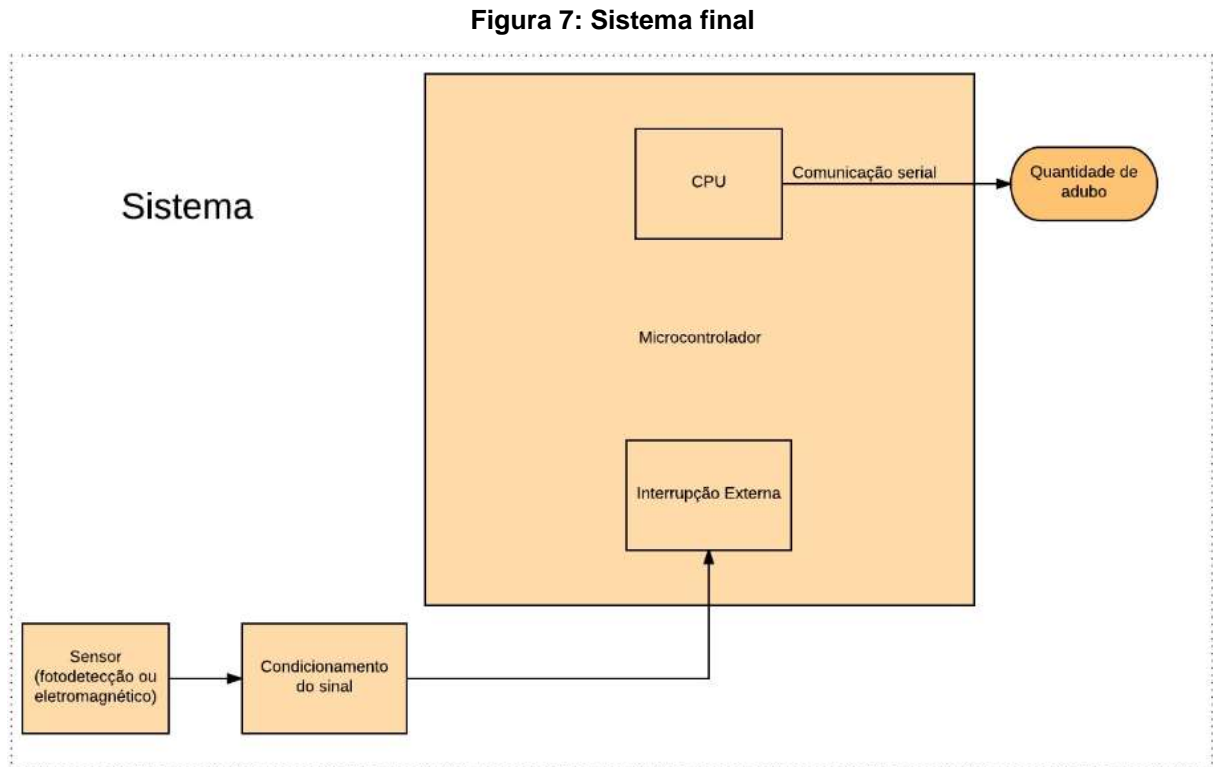 Figura 7: Sistema final
Sistema
CPU
Comunicação serial
Quantidade de
adubo
Microcontrolador
Interrupção Externa
Sensor
(fotodetecção ou
eletromagnético)
Condicionamento
do sinal